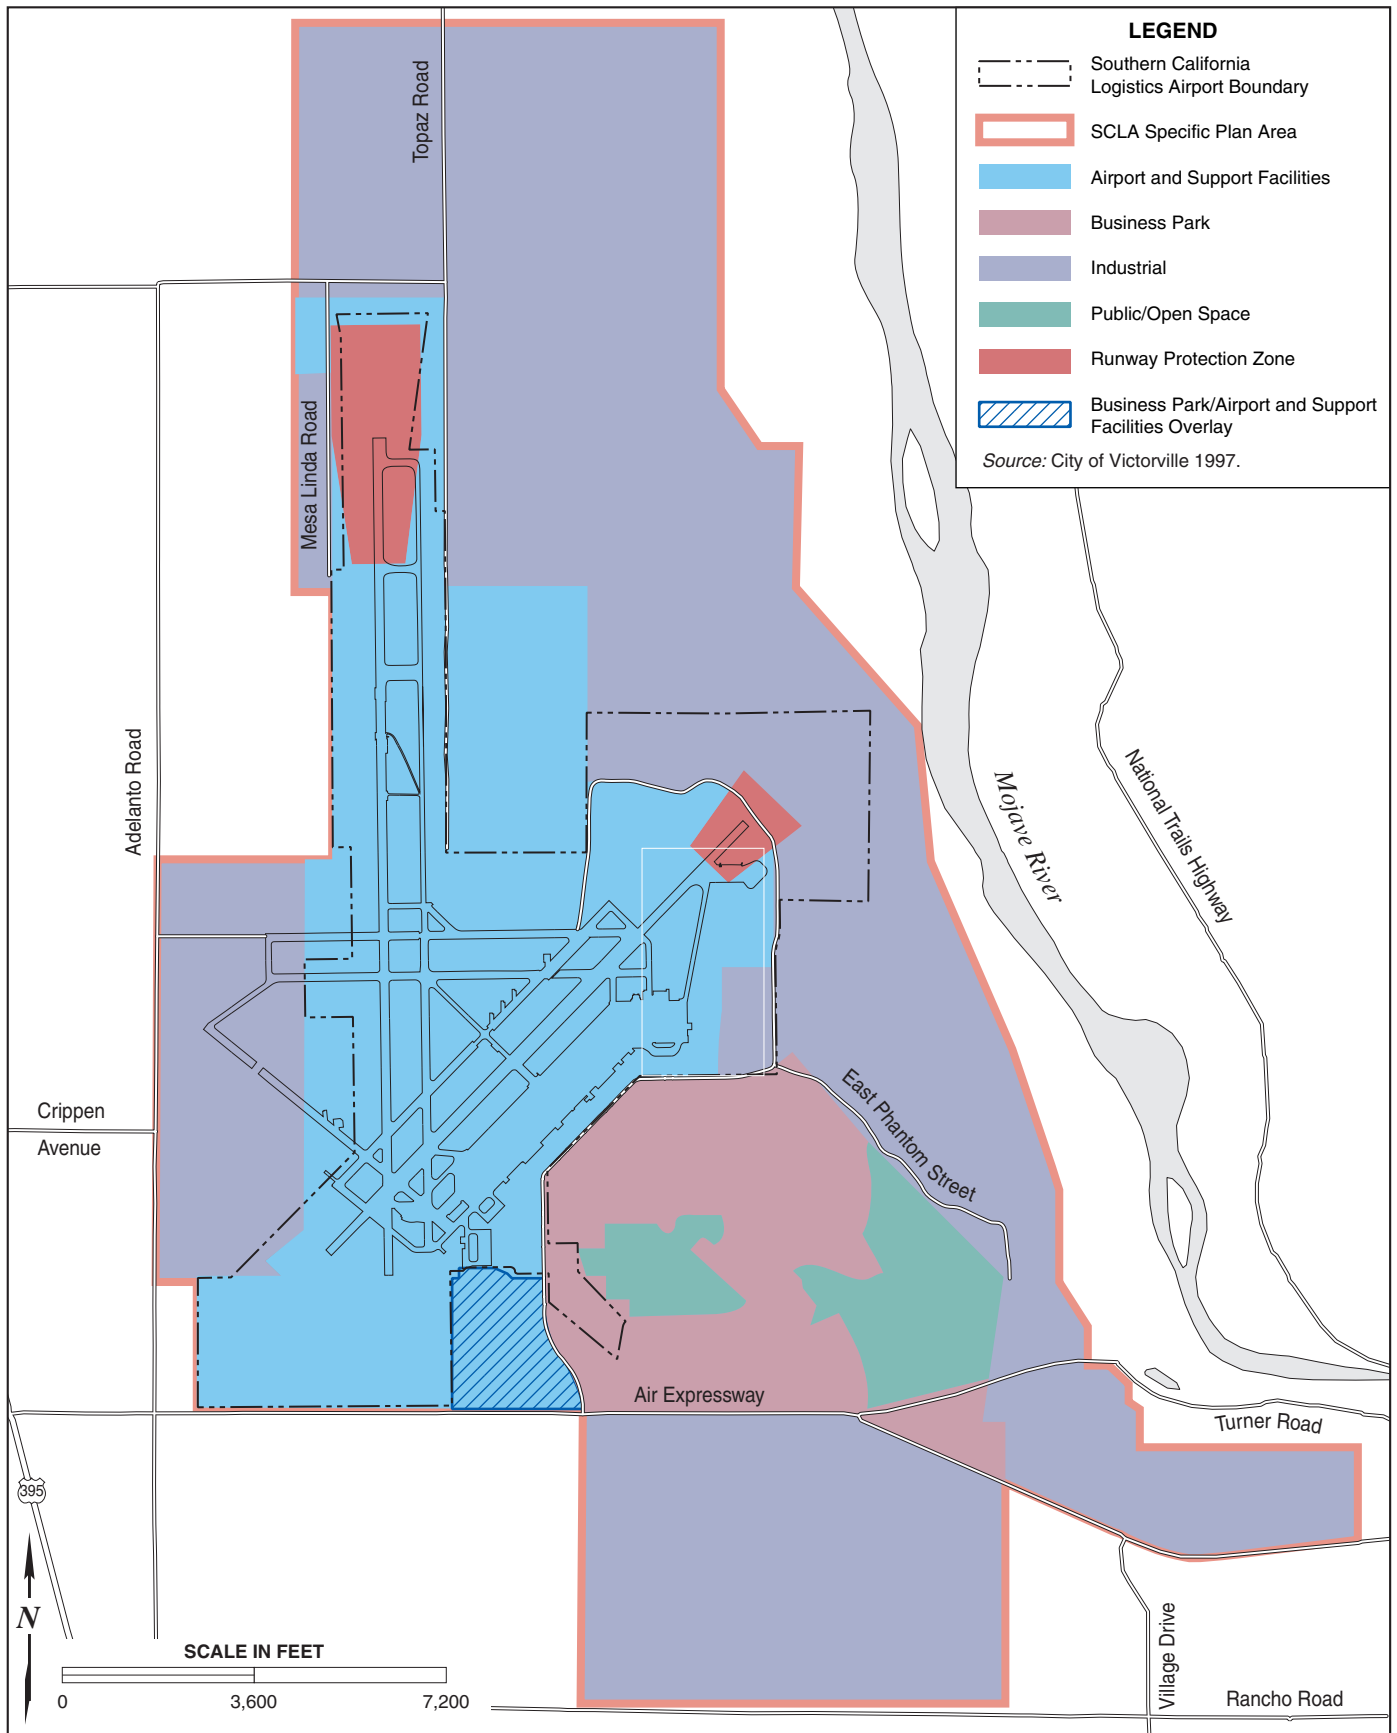 LEGEND
Southern California
Logistics Airport Boundary
SCLA Specific Plan Area
Airport and Support Facilities
Business Park
Industrial
Public/Open Space
Runway Protection Zone
Business Park/Airport and Support
Facilities Overlay
Source: City of Victorville 1997.
Topaz Road
Mesa Linda Road
Adelanto Road
National Trails Highway
Mojave River
Crippen
Avenue
East Phantom Street
Air Expressway
Turner Road
395
N
Village Drive
Rancho Road
SCALE IN FEET
0
3,600
7,200